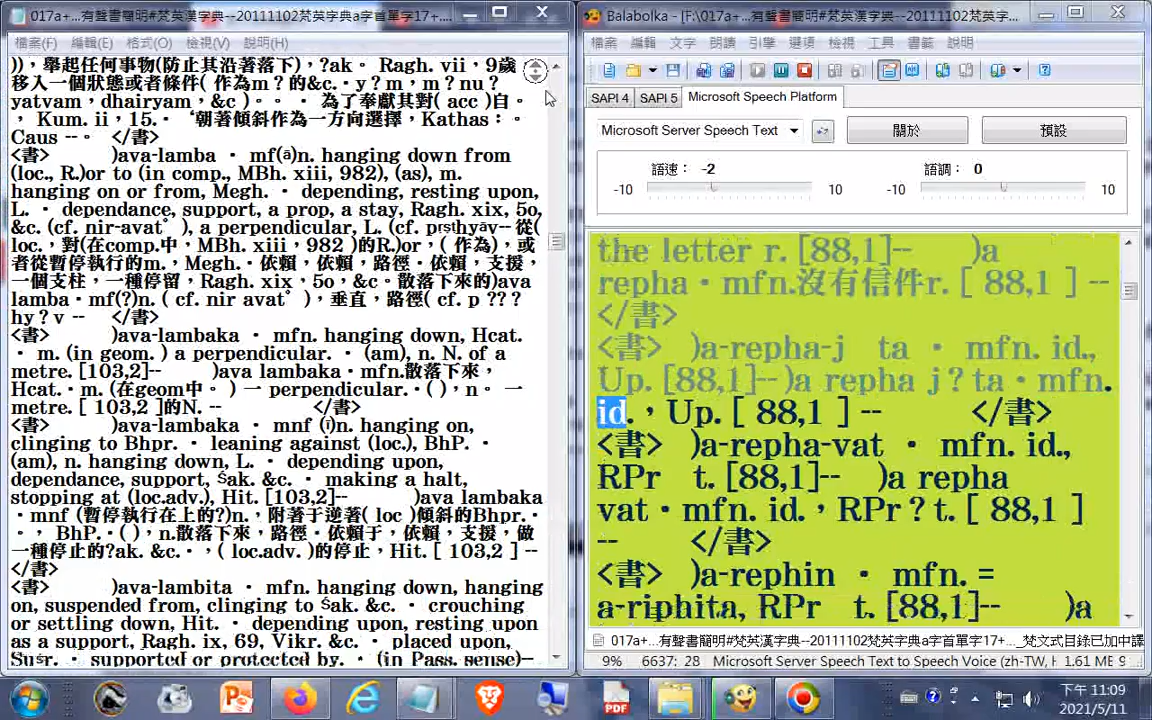 017a+...有聲書簡明#梵英漢字典--20111102梵英字典a字首單字17+...
檔案(F) 編輯(E) 格式(O) 檢視(V) 說明(H)
))，舉起任何事物(防止其沿著落下)，?ak。 Ragh. vii，9歲
移入一個狀態或者條件( 作為m？的&c.·y？m，m？nu？
yatvam，dhairyam，&c )。。 · 為了奉獻其對( acc )自。
，Kum. ii，15.·‘朝著傾斜作為一方向選擇，Kathas：。
Caus --。 </書>
<書> )ava-lamba · mf(ā)n. hanging down from
(loc., R.)or to (in comp., MBh. xiii, 982), (as), m.
hanging on or from, Megh. · depending, resting upon,
L. · dependance, support, a prop, a stay, Ragh. xix, 5o,
&c. (cf. nir-avat°), a perpendicular, L. (cf. pṛṣṭhyāv--從(
loc.，對(在comp.中，MBh. xiii，982 )的R.)or，( 作為)，或
者從暫停執行的m.，Megh.·依賴，依賴，路徑·依賴，支援，
一個支柱，一種停留，Ragh. xix，5o，&c。散落下來的)ava
lamba·mf(?)n. ( cf. nir avat°)，垂直，路徑( cf. p ???
hy？v -- </書>
<書> )ava-lambaka · mfn. hanging down, Hcat.
· m. (in geom. ) a perpendicular. · (am), n. N. of a
metre. [103,2]-- )ava lambaka·mfn.散落下來，
Hcat.·m. (在geom中。 ) 一 perpendicular.·( )，n。 一
metre. [ 103,2 ]的N. -- </書>
<書> )ava-lambaka · mnf (ī)n. hanging on,
clinging to Bhpr. · leaning against (loc.), BhP. ·
(am), n. hanging down, L. · depending upon,
dependance, support, Śak. &c. · making a halt,
stopping at (loc.adv.), Hit. [103,2]-- )ava lambaka
·mnf (暫停執行在上的?)n.，附著于逆著( loc )傾斜的Bhpr.·
·，BhP.·( )，n.散落下來，路徑·依賴于，依賴，支援，做
一種停止的?ak. &c.·，( loc.adv. )的停止，Hit. [ 103,2 ] --
</書>
<書> )ava-lambita · mfn. hanging down, hanging
on, suspended from, clinging to Śak. &c. · crouching
or settling down, Hit. · depending upon, resting upon
as a support, Ragh. ix, 69, Vikr. &c. · placed upon,
Suśr. · supported or protected by. · (in Pass. sense)--
Balabolka - [F:\017a+...有聲書簡明#梵英漢字典--20111102梵英字...
檔案 編輯 文字 朗讀 引擎 選項 檢視 工具 書籤 說明
SAPI 4 SAPI 5 Microsoft Speech Platform
Microsoft Server Speech Text 關於 預設
語速： -2 語調： 0
-10 10 -10 10
the letter r. [88,1]-- )a
repha·mfn.沒有信件r. [ 88,1 ] --
</書>
<書> )a-repha-j ta · mfn. id.,
Up. [88,1]--)a repha j？ta·mfn.
id.，Up. [ 88,1 ] -- </書>
<書> )a-repha-vat · mfn. id.,
RPr t. [88,1]-- )a repha
vat·mfn. id.，RPr？t. [ 88,1 ]
-- </書>
<書> )a-rephin · mfn. =
a-riphita, RPr t. [88,1]-- )a
017a+...有聲書簡明#梵英漢字典--20111102梵英字典a字首單字17+..._梵文式目錄已加中譯
9% 6637: 28 Microsoft Server Speech Text to Speech Voice (zh-TW, H 1.61 MB 9
下午 11:09
2021/5/11